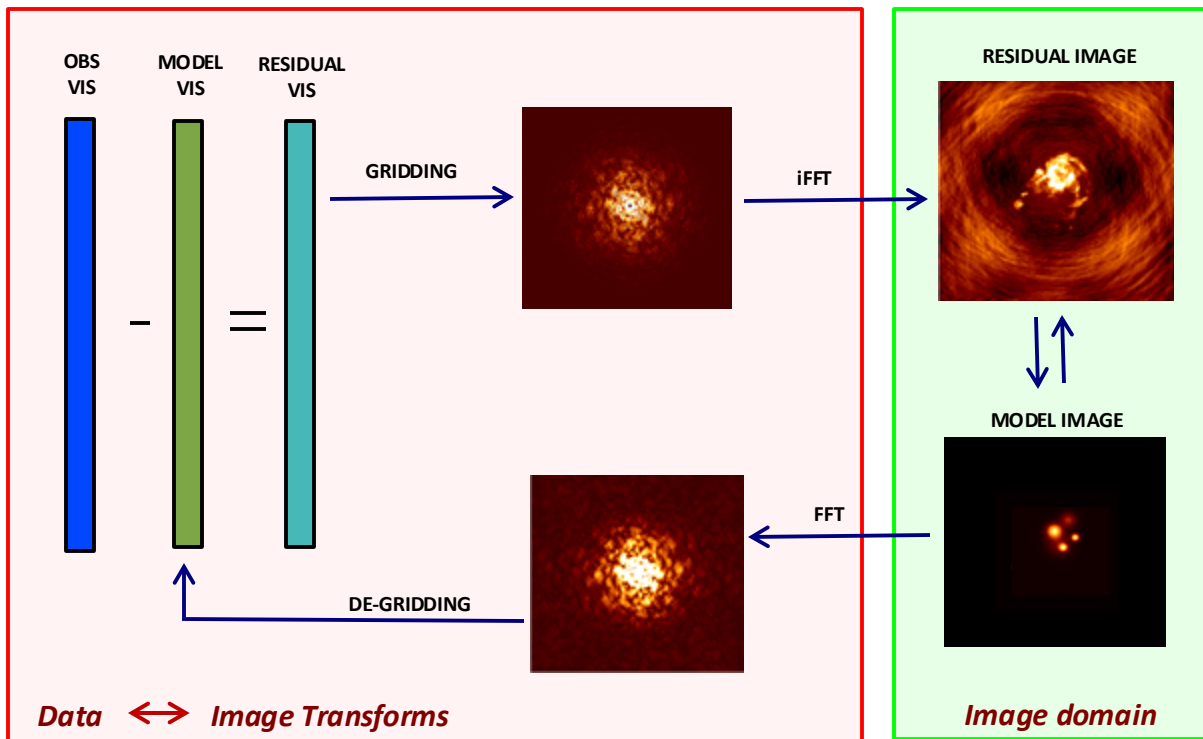 OBS
VIS
MODEL
VIS
RESIDUAL
VIS
GRIDDING
iFFT
RESIDUAL IMAGE
MODEL IMAGE
FFT
DE-GRIDDING
Data
Image Transforms
Image domain